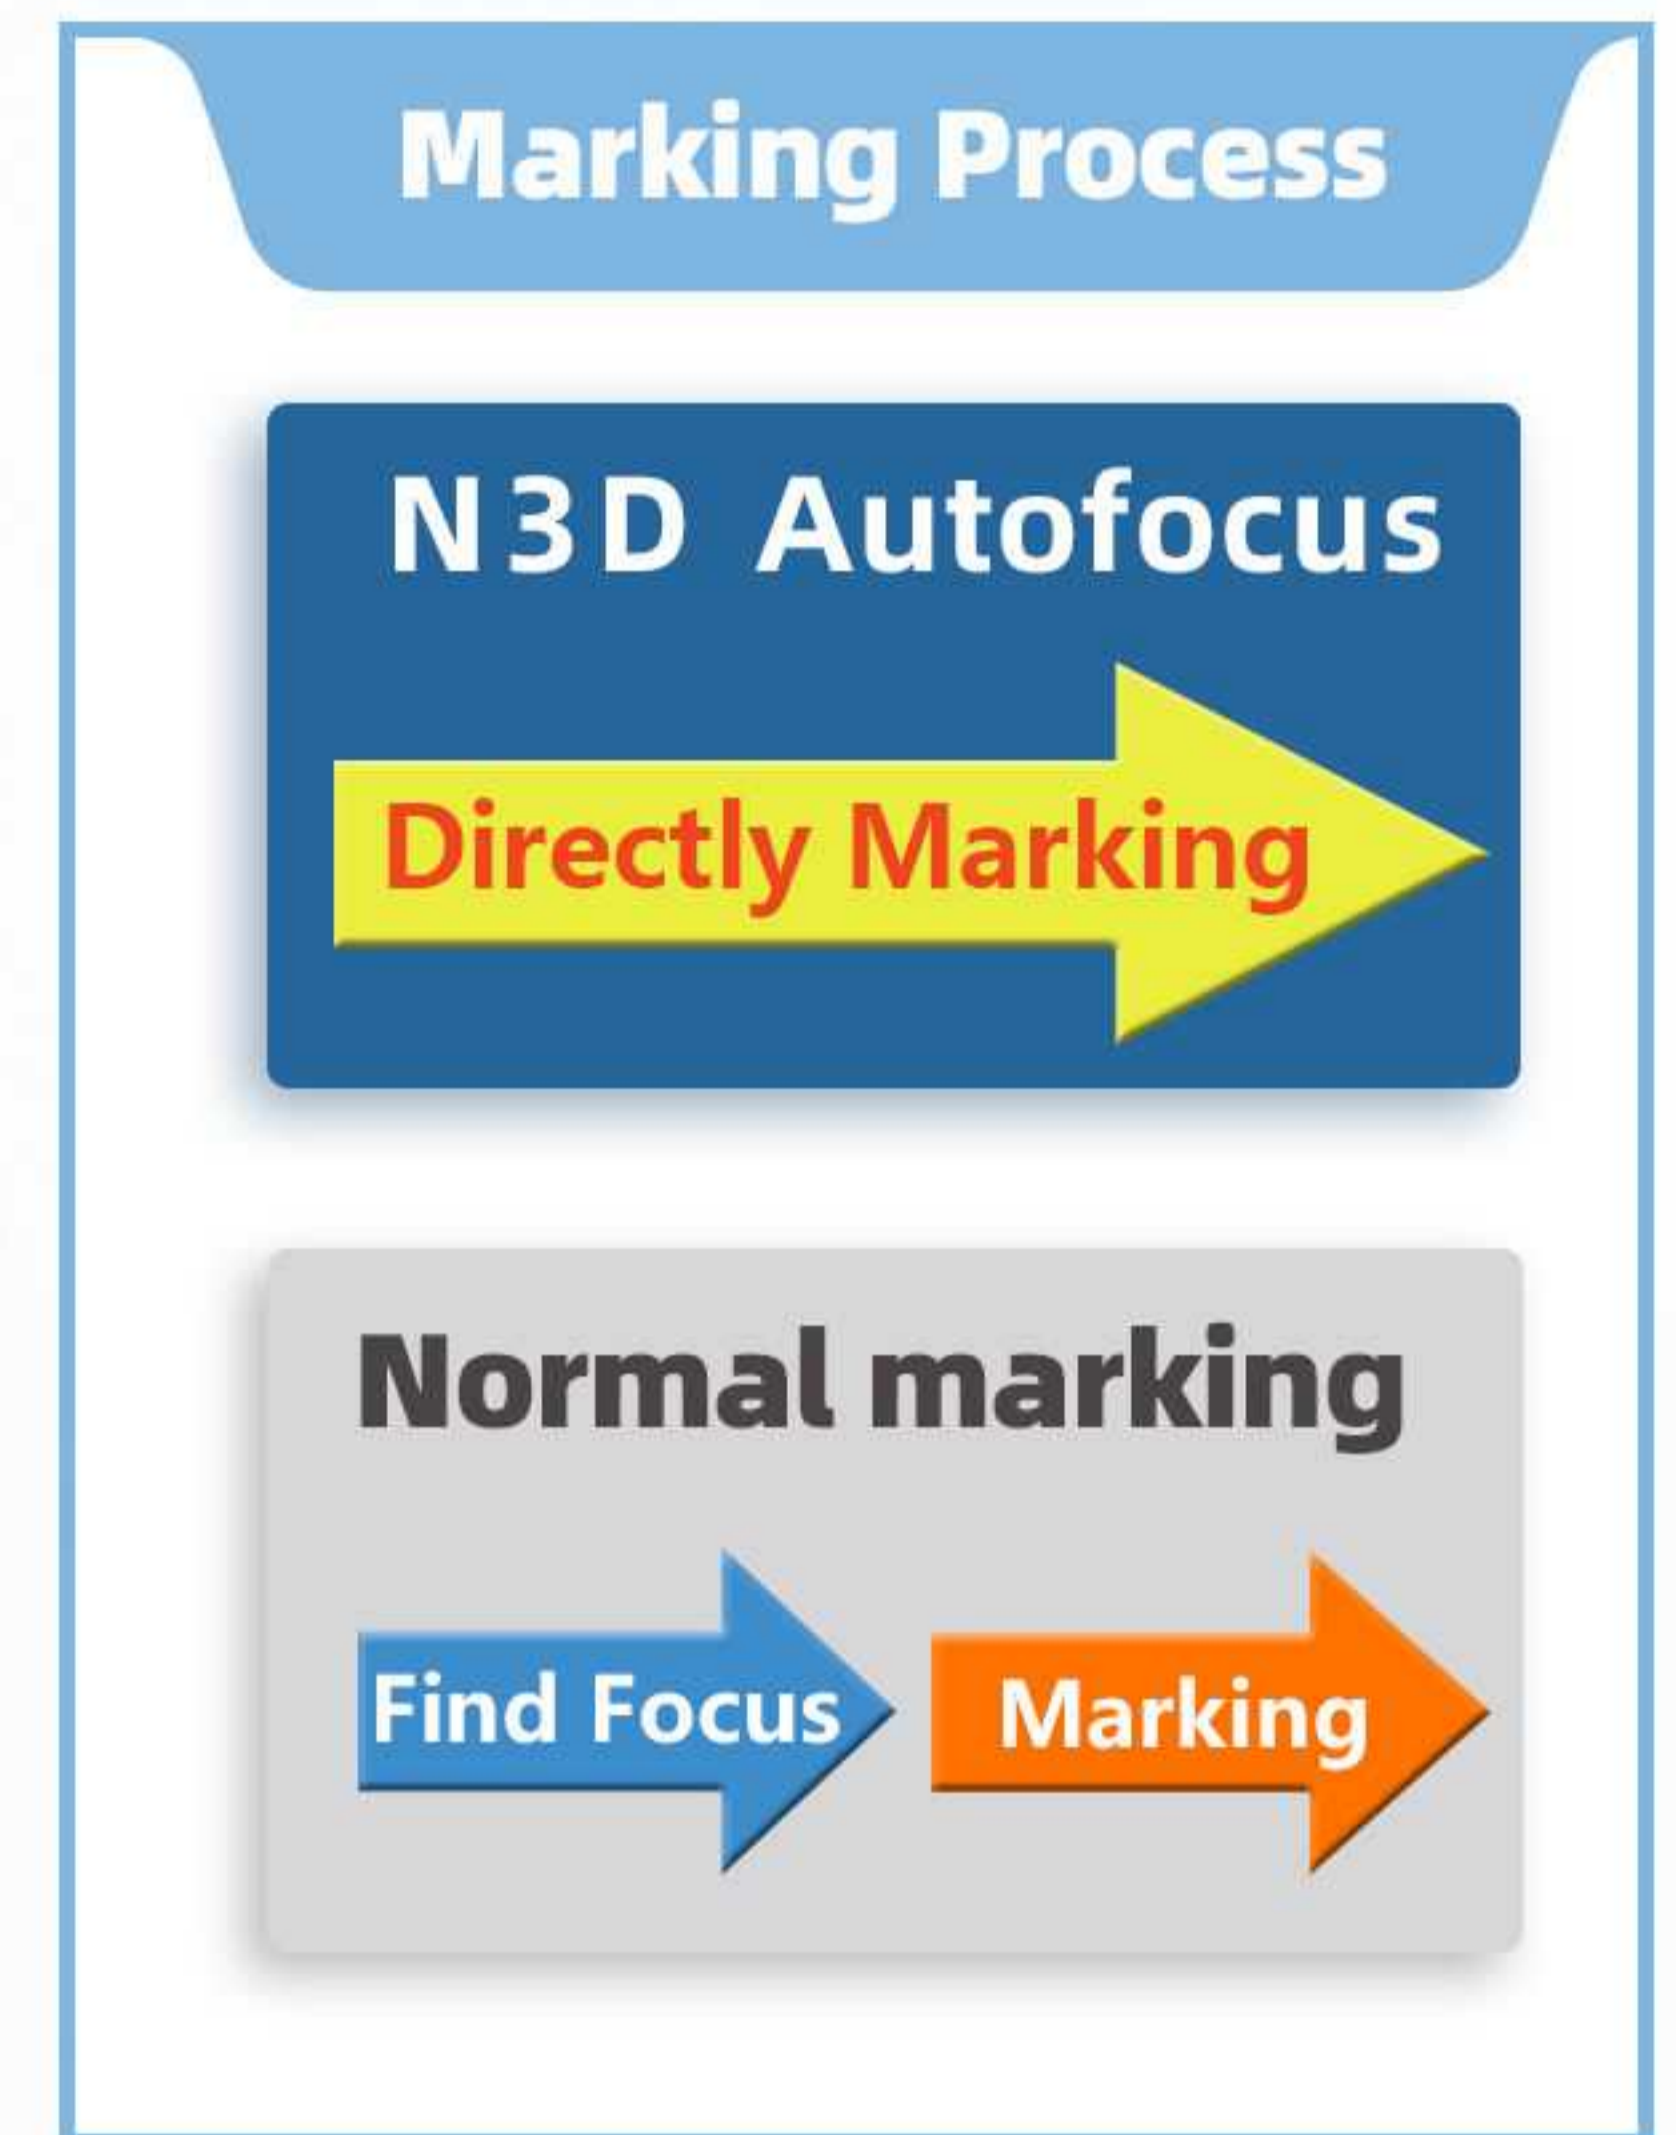 Marking Process
N3D Autofocus
Directly Marking
Normal marking
Find Focus
Marking